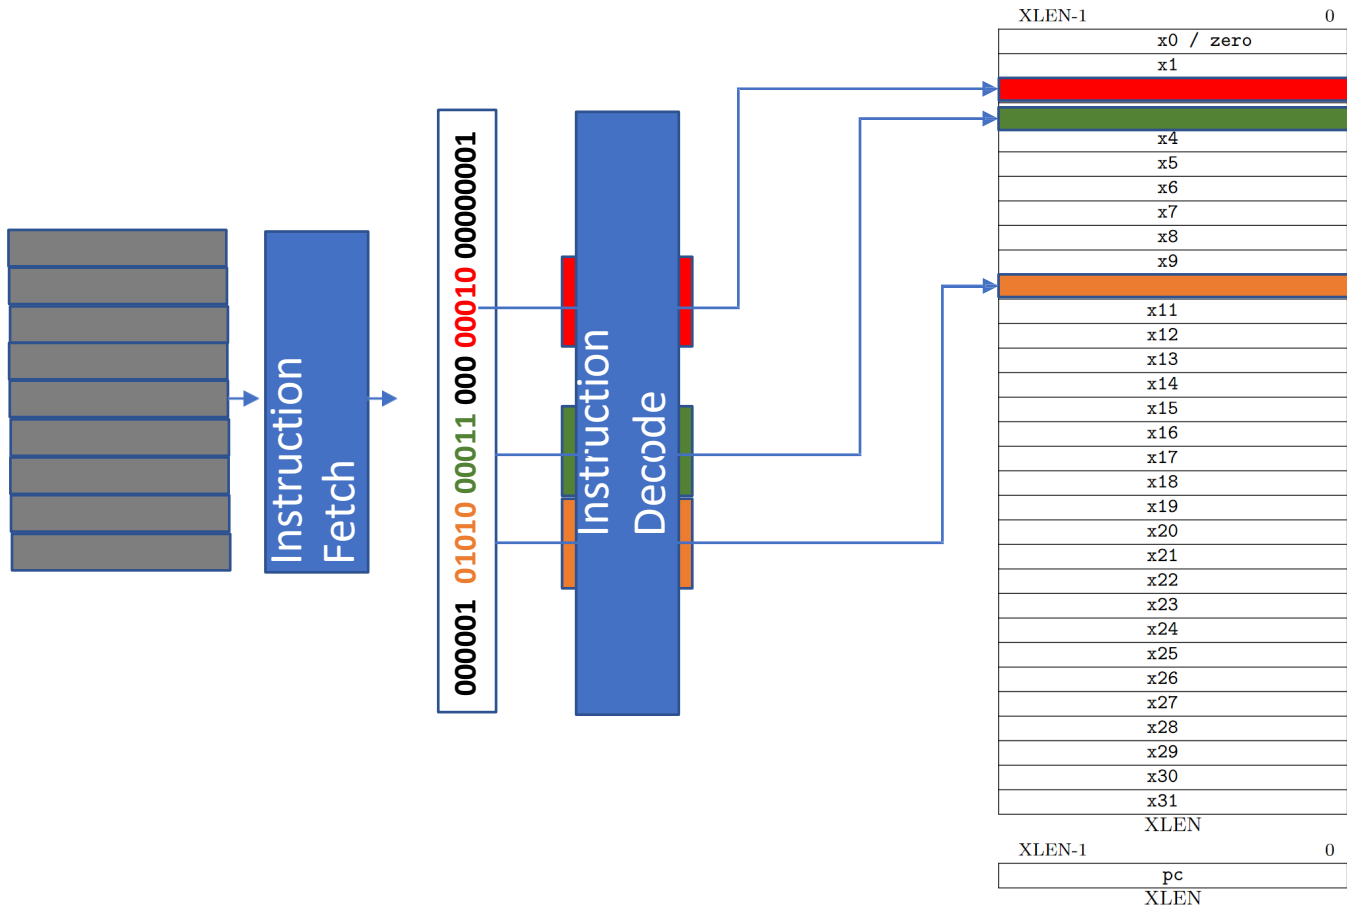 Instruction
Fetch
000001 01010 00011 000 00010 00000001
Instruction
Decode
XLEN-1 0
x0 / zero
x1
x4
x5
x6
x7
x8
x9
x11
x12
x13
x14
x15
x16
x17
x18
x19
x20
x21
x22
x23
x24
x25
x26
x27
x28
x29
x30
x31
XLEN
XLEN-1 0
pc
XLEN